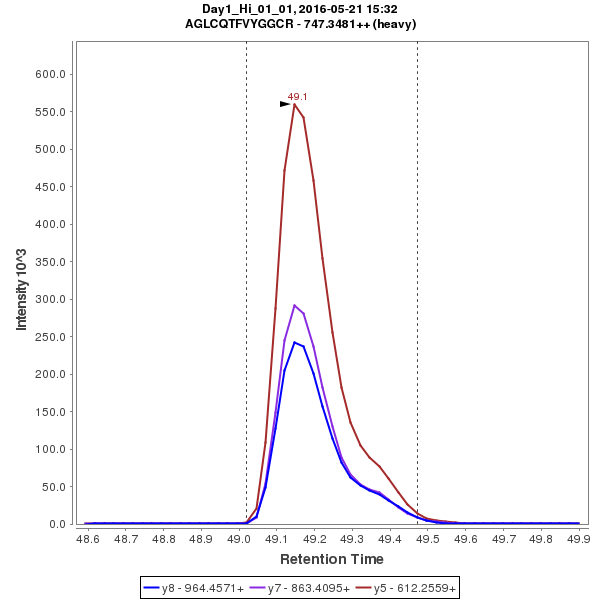 Day1_Hi_01_01, 2016-05-21 15:32
AGLCQTFVYGGCR - 747.3481++ (heavy)
49.1
600.0
550.0
500.0
450.0
400.0
350.0
300.0
250.0
200.0
150.0
100.0
50.0
0.0
Intensity 10^3
48.6 48.7 48.8 48.9 49.0 49.1 49.2 49.3 49.4 49.5 49.6 49.7 49.8 49.9
Retention Time
y8 - 964.4571+ y7 - 863.4095+ y5 - 612.2559+